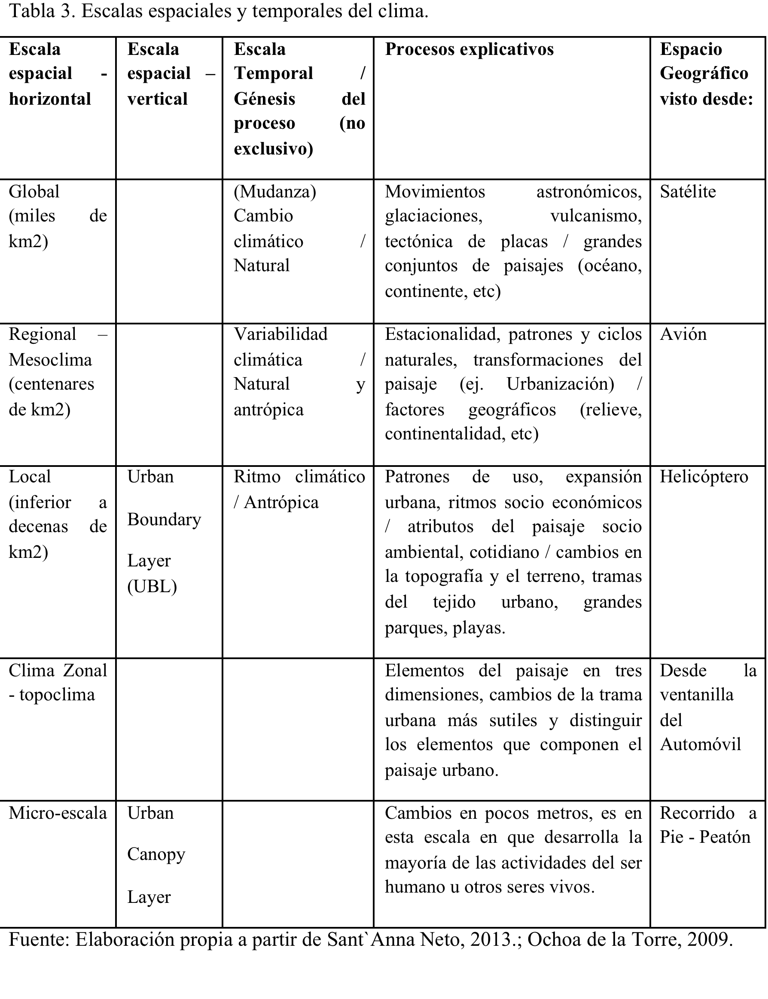 Tabla 3. Escalas espaciales y temporales del clima.
Escala
espacial -
horizontal
Escala
espacial –
vertical
Escala
Temporal /
Génesis del
proceso (no
exclusivo)
Procesos explicativos
Espacio
Geográfico
visto desde:
Global
(miles de
km2)
(Mudanza)
Cambio
climático /
Natural
Movimientos astronómicos,
glaciaciones, vulcanismo,
tectónica de placas / grandes
conjuntos de paisajes (océano,
continente, etc)
Satélite
Regional –
Mesoclima
(centenares
de km2)
Variabilidad
climática /
Natural y
antrópica
Estacionalidad, patrones y ciclos
naturales, transformaciones del
paisaje (ej. Urbanización) /
factores geográficos (relieve,
continentalidad, etc)
Avión
Local
(inferior a
decenas de
km2)
Urban
Boundary
Layer
(UBL)
Ritmo climático
/ Antrópica
Patrones de uso, expansión
urbana, ritmos socio económicos
/ atributos del paisaje socio
ambiental, cotidiano / cambios en
la topografía y el terreno, tramas
del tejido urbano, grandes
parques, playas.
Helicóptero
Clima Zonal
- topoclima
Elementos del paisaje en tres
dimensiones, cambios de la trama
urbana más sutiles y distinguir
los elementos que componen el
paisaje urbano.
Desde la
ventanilla
del
Automóvil
Micro-escala
Urban
Canopy
Layer
Cambios en pocos metros, es en
esta escala en que desarrolla la
mayoría de las actividades del ser
humano u otros seres vivos.
Recorrido a
Pie - Peatón
Fuente: Elaboración propia a partir de Sant`Anna Neto, 2013.; Ochoa de la Torre, 2009.